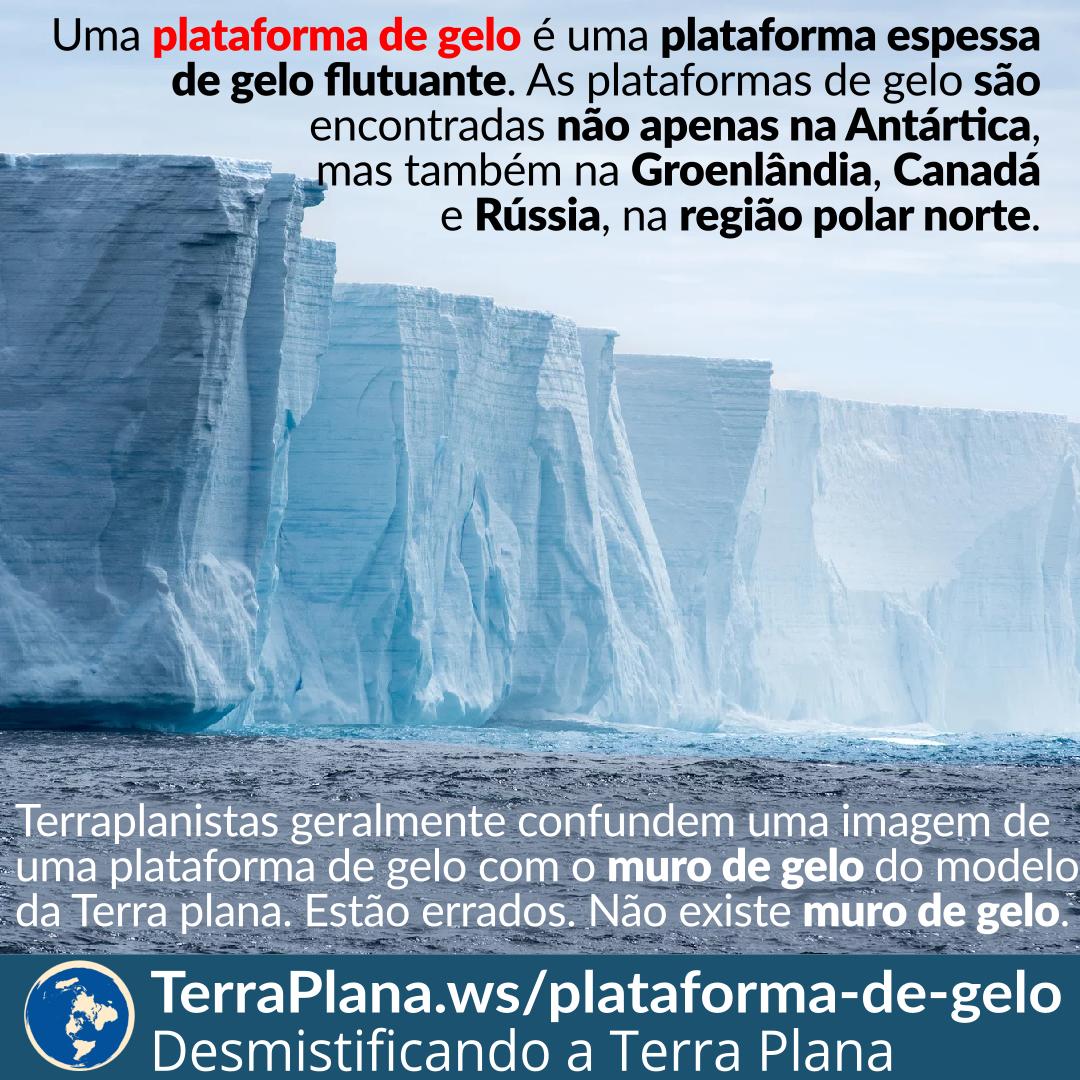 Uma plataforma de gelo é uma plataforma espessa
de gelo flutuante. As plataformas de gelo são
encontradas não apenas na Antártica,
mas também na Groenlândia, Canadá
e Rússia, na região polar norte.
Terraplanistas geralmente confundem uma imagem de
uma plataforma de gelo com o muro de gelo do modelo
da Terra plana. Estão errados. Não existe muro de gelo.
TerraPlana.ws/plataforma-de-gelo
Desmistificando a Terra Plana